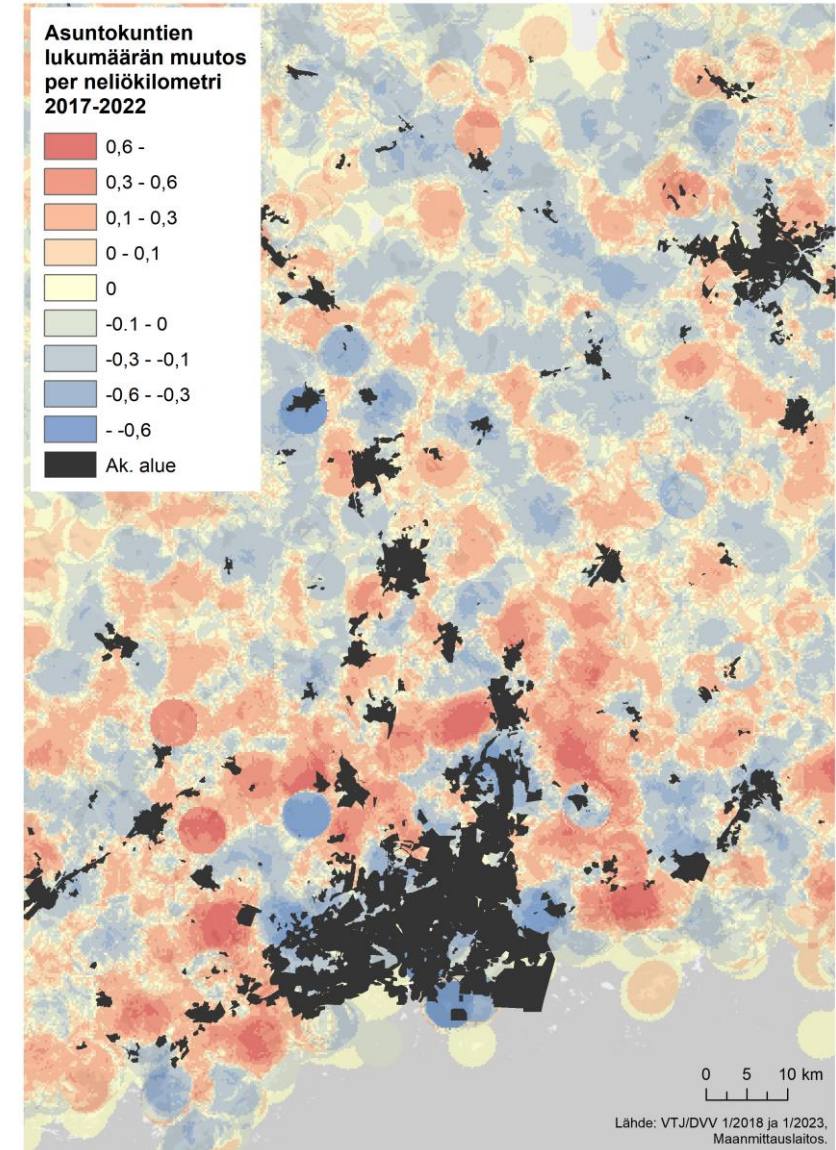 Asuntokuntien
lukumäärän muutos
per neliökilometri
2017-2022
0,6 -
0,3 - 0,6
0,1 - 0,3
0 - 0,1
0
-0.1 - 0
-0,3 - -0,1
-0,6 - -0,3
- -0,6
Ak. alue
0 5 10 km
Lähde: VTJ/DVV 1/2018 ja 1/2023,
Maanmittauslaitos.